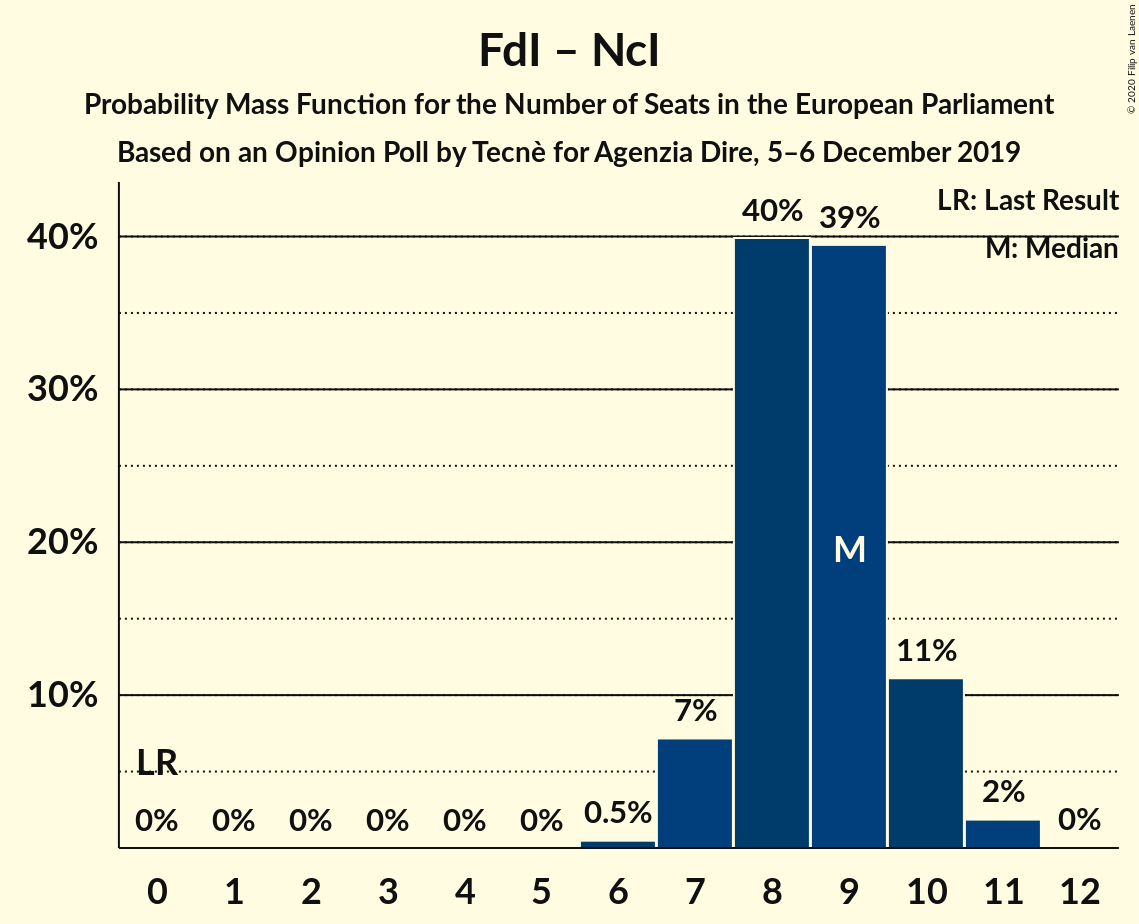 FdI – NcI
Probability Mass Function for the Number of Seats in the European Parliament
Based on an Opinion Poll by Tecnè for Agenzia Dire, 5–6 December 2019
© 2020 Filip van Laenen
LR: Last Result
M: Median
40%
30%
20%
10%
40%
39%
M
11%
7%
LR
0%
0%
0%
0%
0%
0%
0.5%
2%
0%
0 1 2 3 4 5 6 7 8 9 10 11 12